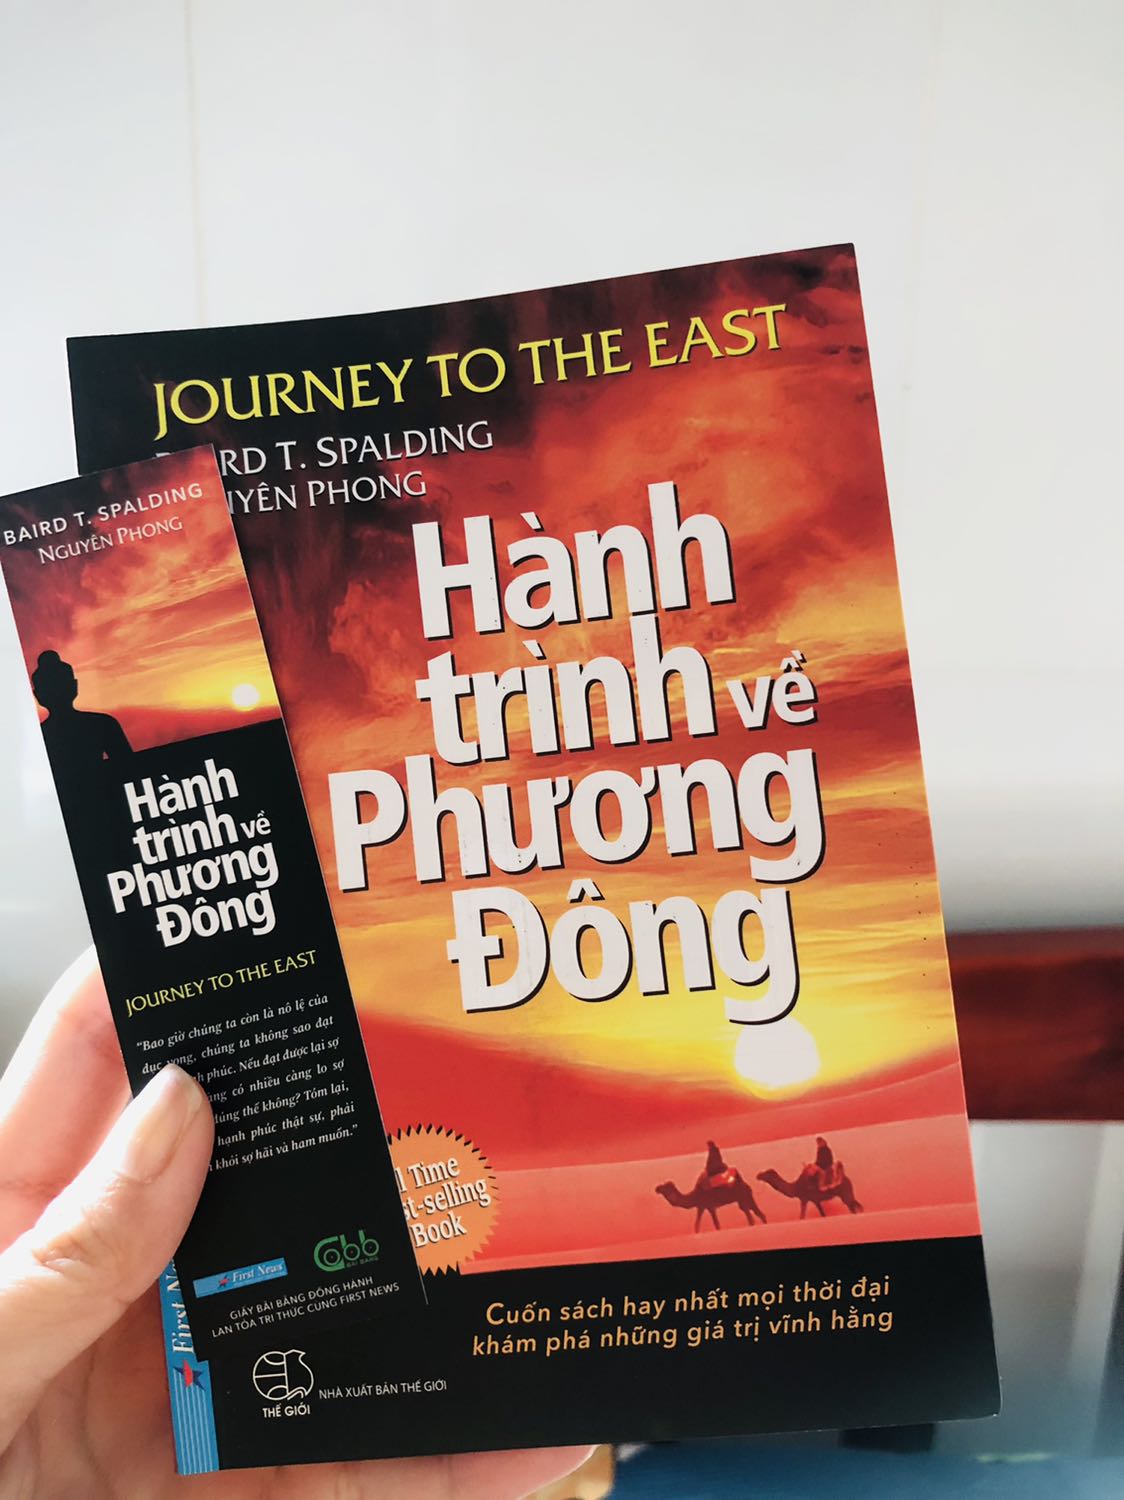 JOURNEY TO THE EAST
RD T. SPALDING
YÊN PHONG
Hành
trình về
Phương
Đông
BAIRD T. SPALDING
NGUYÊN PHONG
Hành
trình về
Phương
Đông
JOURNEY TO THE EAST
"Bao giờ chúng ta còn là nô lệ của
dục vọng, chúng ta không sao đạt
phúc. Nếu đạt được lại sợ
có nhiều càng lo sợ
thế không? Tóm lại,
hạnh phúc thật sự, phải
khỏi sợ hãi và ham muốn."
First News
Cobb
BAI BANG
GIẤY BÃI BẰNG ĐỒNG HÀNH
LAN TỎA TRI THỨC CÙNG FIRST NEWS
Time
st-selling
Book
Cuốn sách hay nhất mọi thời đại
khám phá những giá trị vĩnh hằng
First
THẾ GIỚI
NHÀ XUẤT BẢN THẾ GIỚI